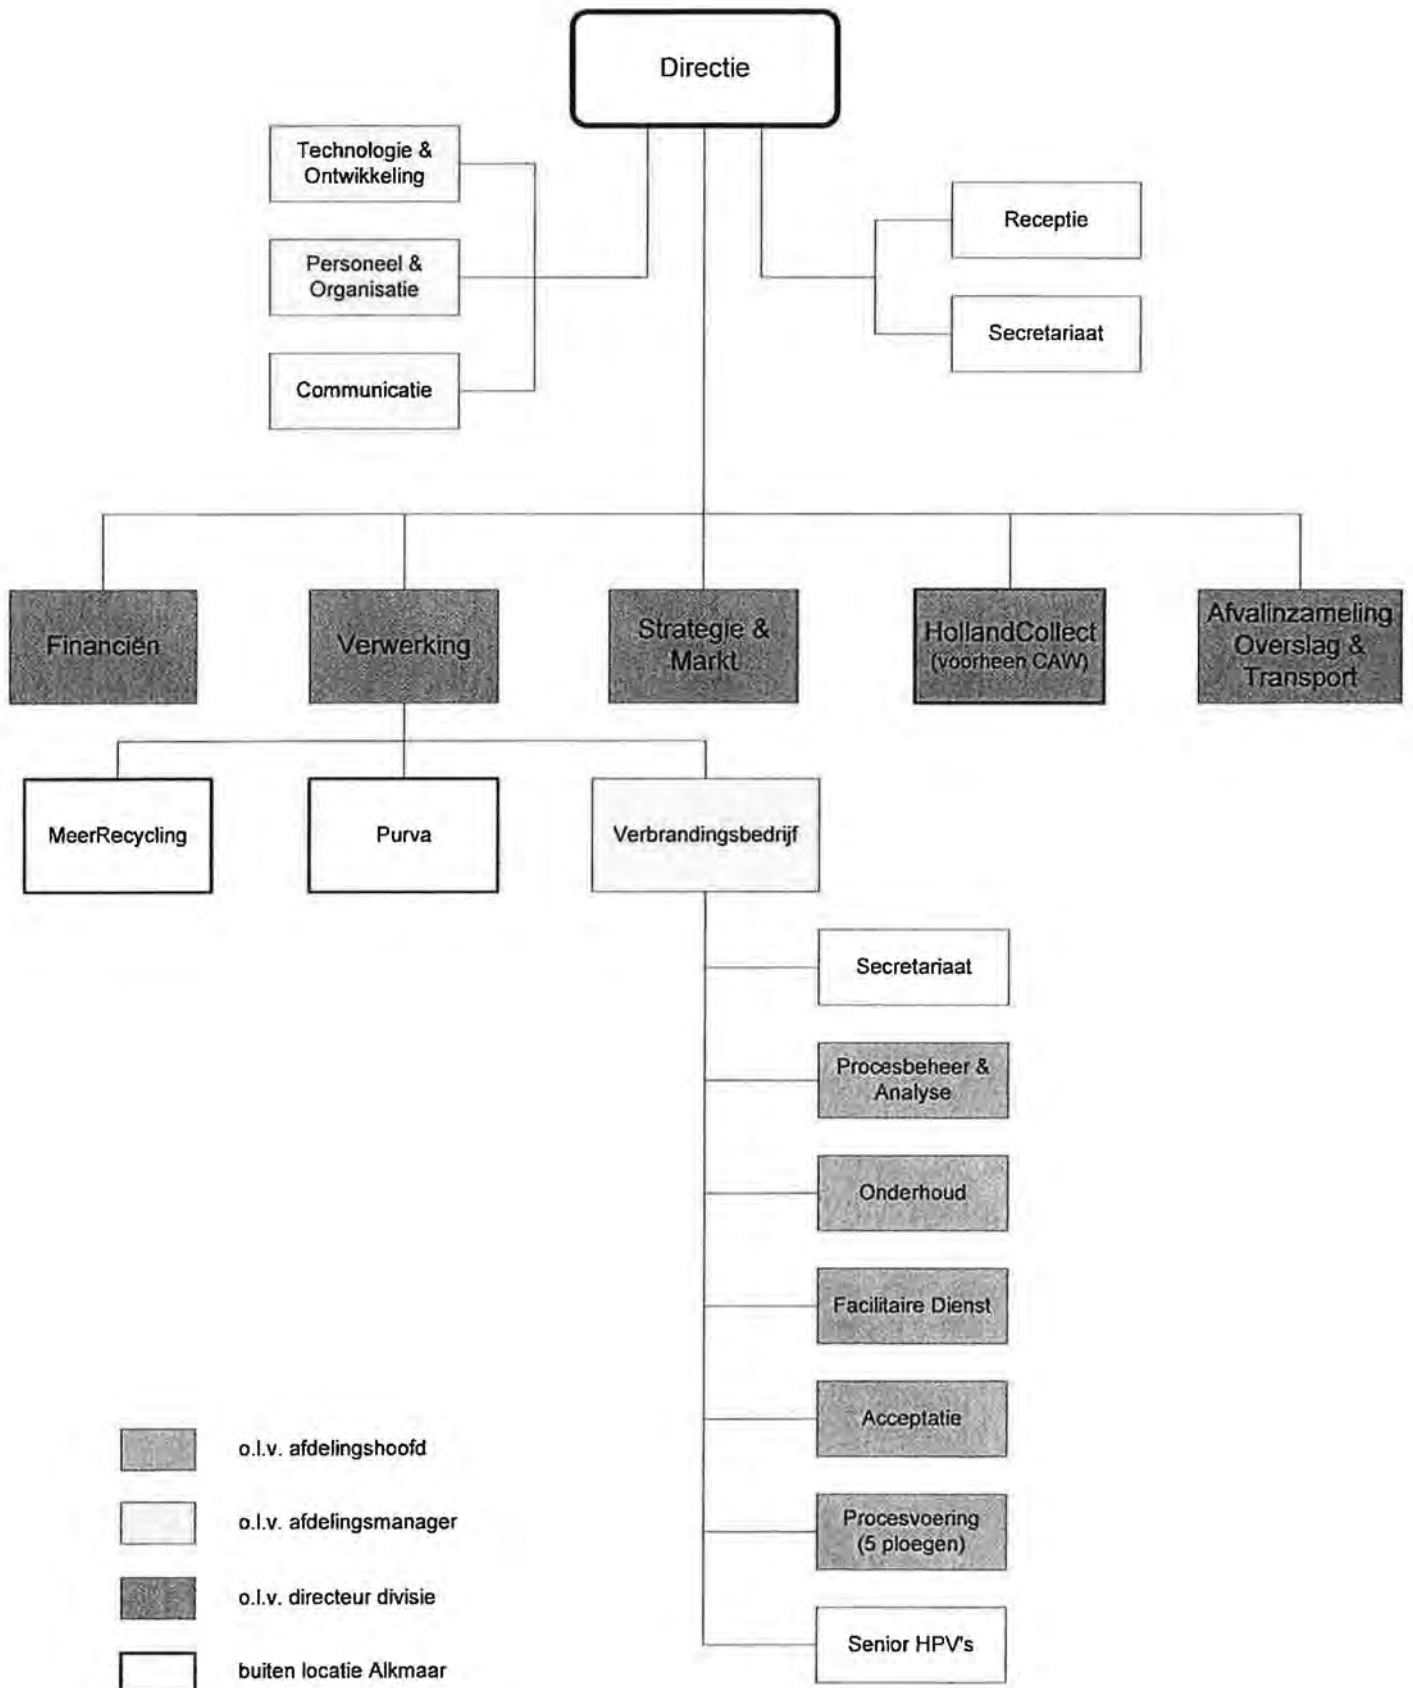 Directie
Technologie &
Ontwikkeling
Personeel &
Organisatie
Communicatie
Receptie
Secretariaat
Financiën
Verwerking
Strategie &
Markt
HollandCollect
(voorheen CAW)
Afvalinzameling
Overslag &
Transport
MeerRecycling
Purva
Verbrandingsbedrijf
Secretariaat
Procesbeheer &
Analyse
Onderhoud
Facilitaire Dienst
Acceptatie
Procesvoering
(5 ploegen)
Senior HPV's
o.l.v. afdelingshoofd
o.l.v. afdelingsmanager
o.l.v. directeur divisie
buiten locatie Alkmaar